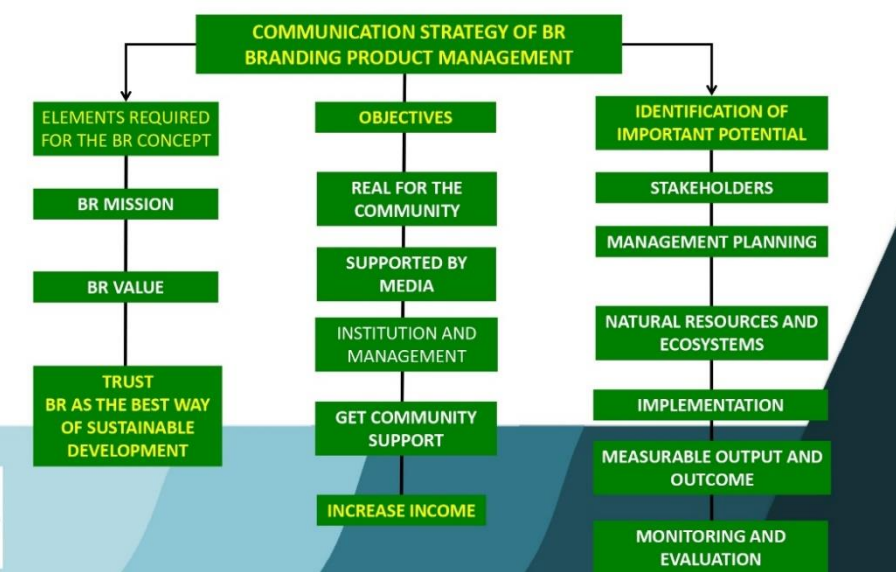 COMMUNICATION STRATEGY OF BR
BRANDING PRODUCT MANAGEMENT
ELEMENTS REQUIRED
FOR THE BR CONCEPT
BR MISSION
BR VALUE
TRUST
BR AS THE BEST WAY
OF SUSTAINABLE
DEVELOPMENT
OBJECTIVES
REAL FOR THE
COMMUNITY
SUPPORTED BY
MEDIA
INSTITUTION AND
MANAGEMENT
GET COMMUNITY
SUPPORT
INCREASE INCOME
IDENTIFICATION OF
IMPORTANT POTENTIAL
STAKEHOLDERS
MANAGEMENT PLANNING
NATURAL RESOURCES AND
ECOSYSTEMS
IMPLEMENTATION
MEASURABLE OUTPUT AND
OUTCOME
MONITORING AND
EVALUATION